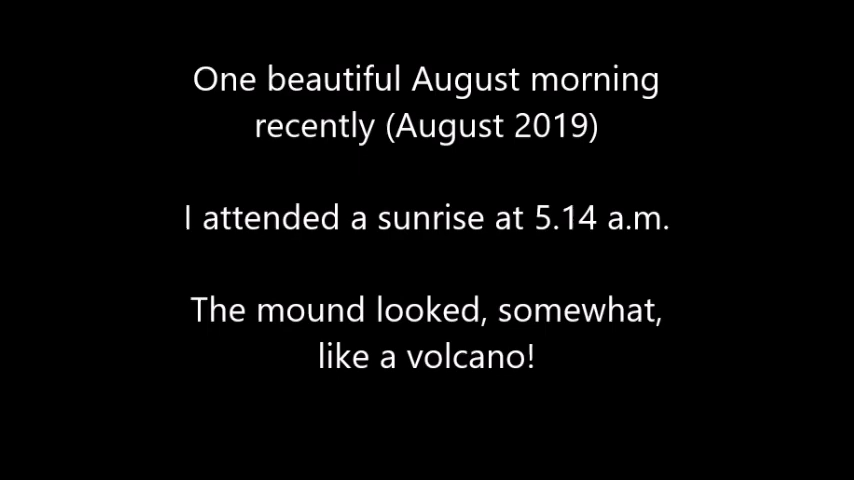 One beautiful August morning
recently (August 2019)
I attended a sunrise at 5.14 a.m.
The mound looked, somewhat,
like a volcano!